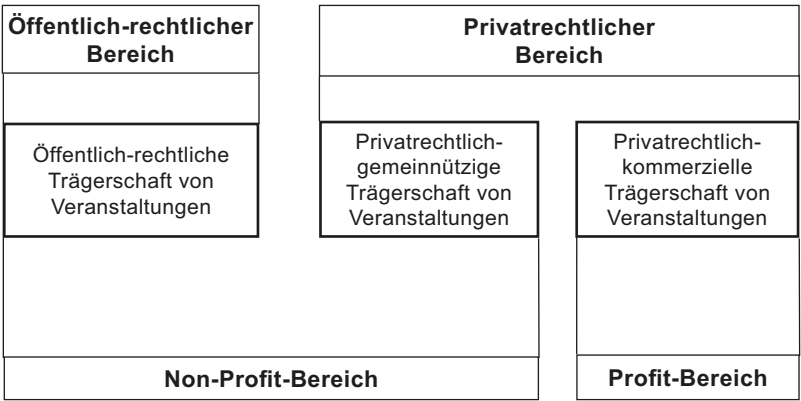 Öffentlich-rechtlicher
Bereich
Privatrechtlicher
Bereich
Öffentlich-rechtliche
Trägerschaft von
Veranstaltungen
Privatrechtlich-
gemeinnützige
Trägerschaft von
Veranstaltungen
Privatrechtlich-
kommerzielle
Trägerschaft von
Veranstaltungen
Non-Profit-Bereich
Profit-Bereich